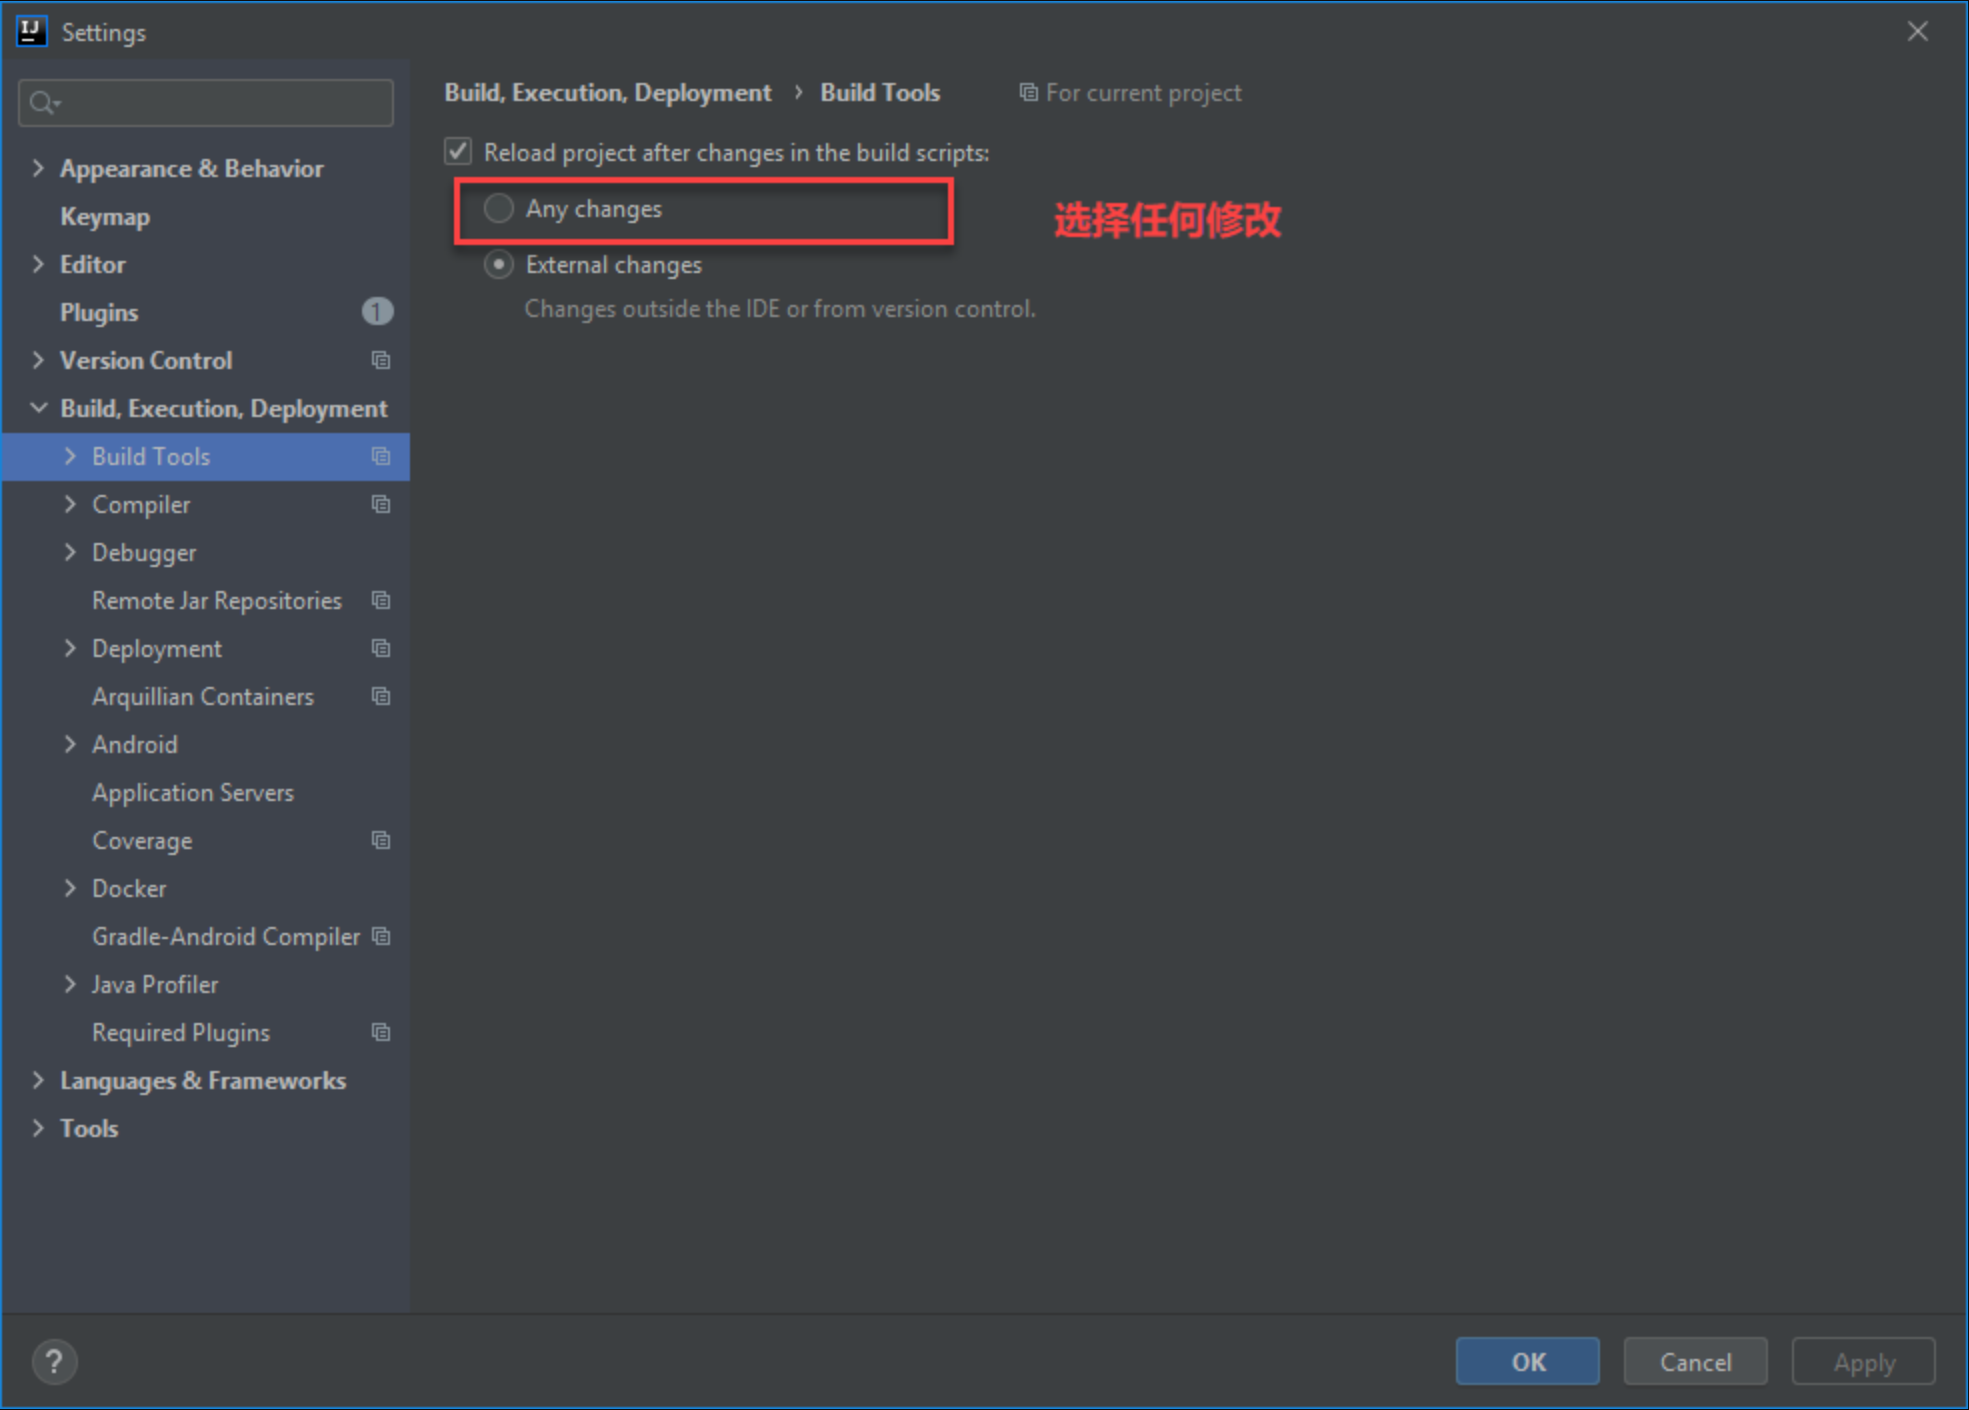 IJ Settings
Appearance & Behavior
Keymap
Editor
Plugins 1
Version Control
Build, Execution, Deployment
Build Tools
Compiler
Debugger
Remote Jar Repositories
Deployment
Arquillian Containers
Android
Application Servers
Coverage
Docker
Gradle-Android Compiler
Java Profiler
Required Plugins
Languages & Frameworks
Tools
Build, Execution, Deployment › Build Tools For current project
Reload project after changes in the build scripts:
Any changes 选择任何修改
External changes
Changes outside the IDE or from version control.
? OK Cancel Apply